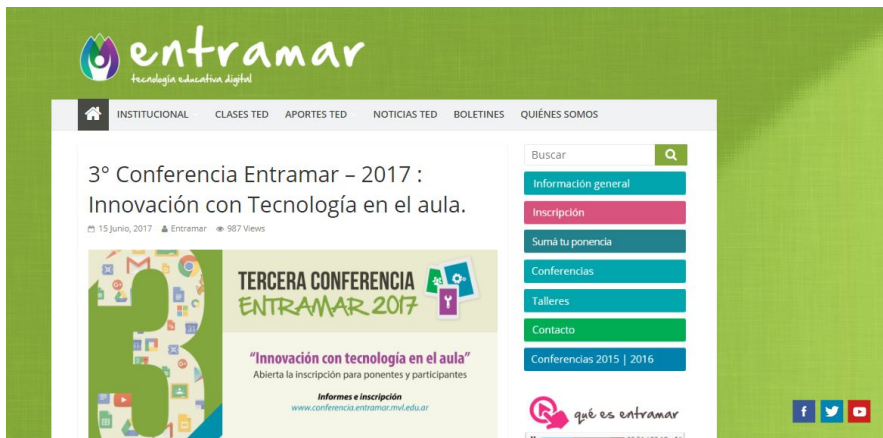 entramar
tecnología educativa digital
INSTITUCIONAL CLASES TED APORTES TED NOTICIAS TED BOLETINES QUIÉNES SOMOS
3° Conferencia Entramar – 2017 :
Innovación con Tecnología en el aula.
15 Junio, 2017 Entramar 987 Views
3
TERCERA CONFERENCIA
ENTRAMAR 2017
"Innovación con tecnología en el aula"
Abierta la inscripción para ponentes y participantes
Informes e inscripción
www.conferencia.entramar.mvl.edu.ar
Buscar
Información general
Inscripción
Sumá tu ponencia
Conferencias
Talleres
Contacto
Conferencias 2015 | 2016
qué es entramar